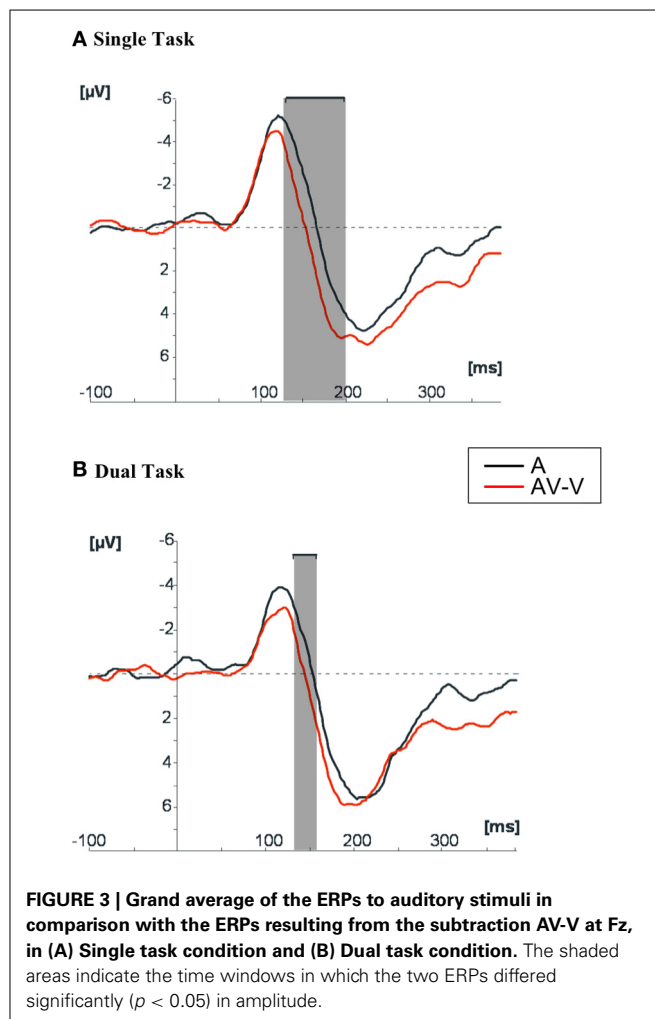 A Single Task
[µV]
-6
-4
-2
2
4
6
[ms]
-100 100 200 300
B Dual Task
A
AV-V
[µV]
-6
-4
-2
2
4
6
[ms]
-100 100 200 300
FIGURE 3 | Grand average of the ERPs to auditory stimuli in
comparison with the ERPs resulting from the subtraction AV-V at Fz,
in (A) Single task condition and (B) Dual task condition. The shaded
areas indicate the time windows in which the two ERPs differed
significantly (p < 0.05) in amplitude.